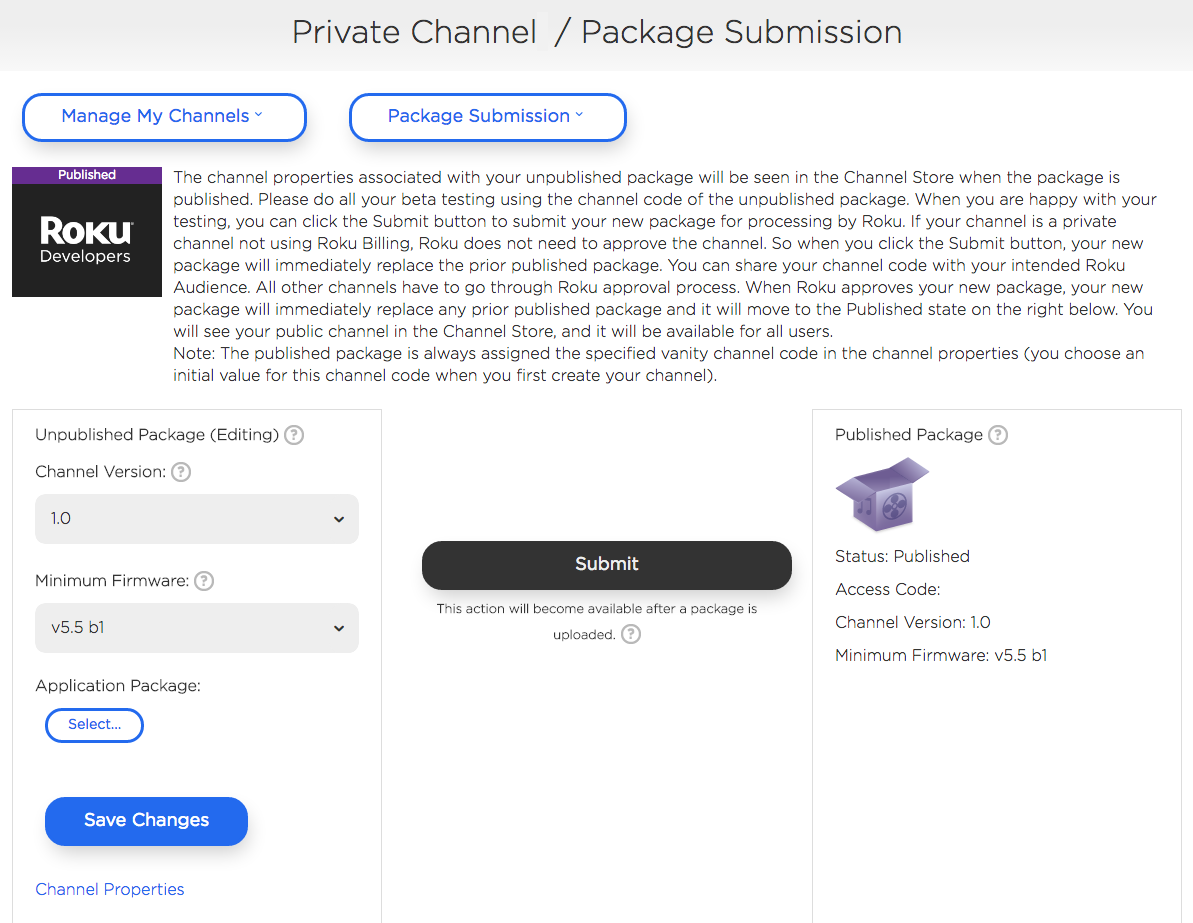 Private Channel / Package Submission
Manage My Channels
Package Submission
Published
Roku
Developers
The channel properties associated with your unpublished package will be seen in the Channel Store when the package is
published. Please do all your beta testing using the channel code of the unpublished package. When you are happy with your
testing, you can click the Submit button to submit your new package for processing by Roku. If your channel is a private
channel not using Roku Billing, Roku does not need to approve the channel. So when you click the Submit button, your new
package will immediately replace the prior published package. You can share your channel code with your intended Roku
Audience. All other channels have to go through Roku approval process. When Roku approves your new package, your new
package will immediately replace any prior published package and it will move to the Published state on the right below. You
will see your public channel in the Channel Store, and it will be available for all users.
Note: The published package is always assigned the specified vanity channel code in the channel properties (you choose an
initial value for this channel code when you first create your channel).
Unpublished Package (Editing) ?
Channel Version: ?
1.0
Minimum Firmware: ?
v5.5 b1
Application Package:
Select...
Save Changes
Channel Properties
Submit
This action will become available after a package is
uploaded. ?
Published Package ?
Status: Published
Access Code:
Channel Version: 1.0
Minimum Firmware: v5.5 b1